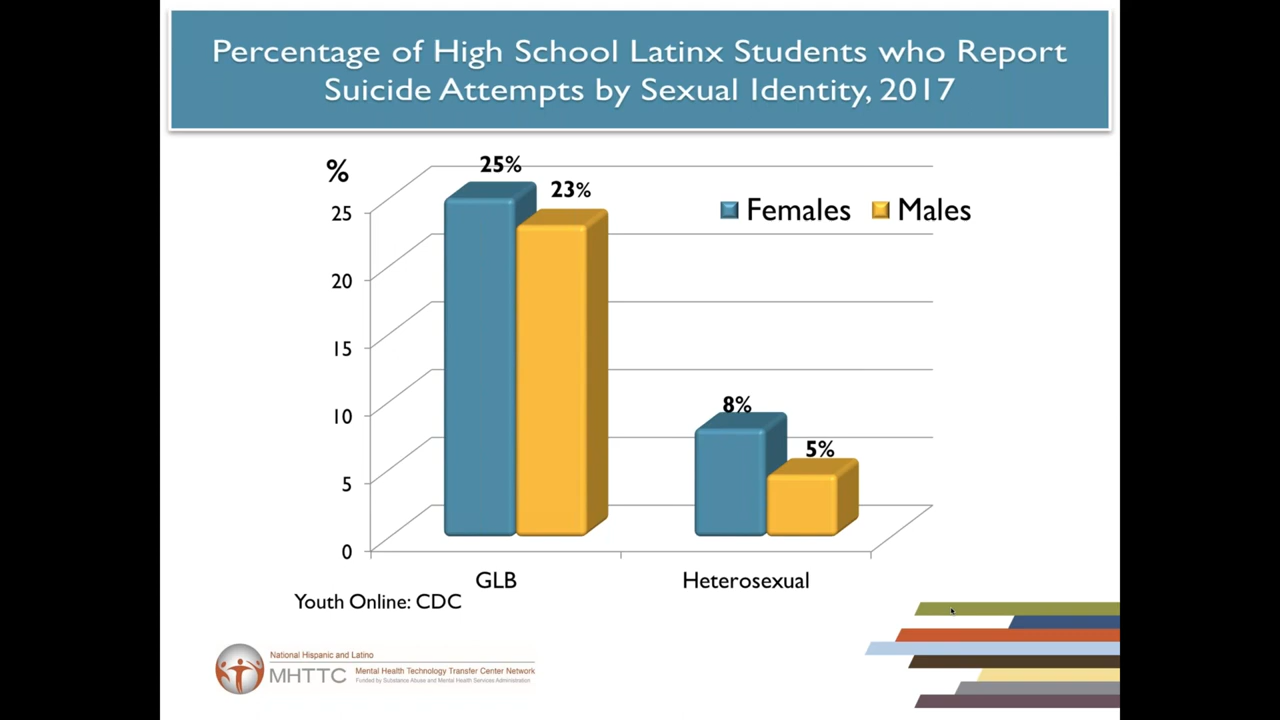 Percentage of High School Latinx Students who Report
Suicide Attempts by Sexual Identity, 2017
%
25%
23%
8%
5%
Females
Males
25
20
15
10
5
0
GLB
Heterosexual
Youth Online: CDC
National Hispanic and Latino
MHTTC
Mental Health Technology Transfer Center Network
Funded by Substance Abuse and Mental Health Services Administration